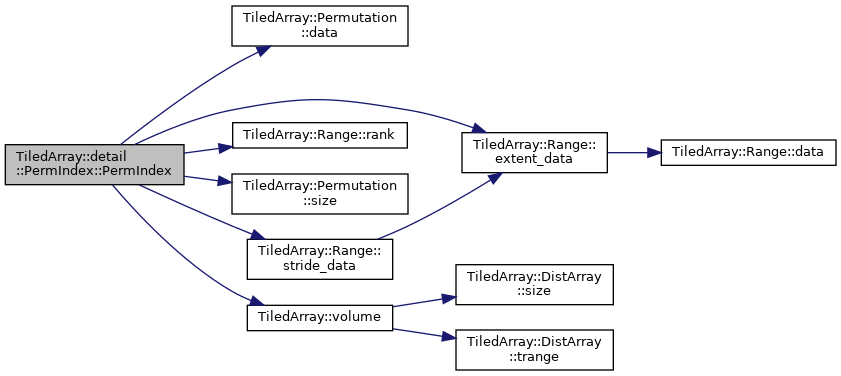 TiledArray::detail
::PermIndex::PermIndex
TiledArray::Permutation
::data
TiledArray::Range::rank
TiledArray::Permutation
::size
TiledArray::Range::
stride_data
TiledArray::volume
TiledArray::Range::
extent_data
TiledArray::DistArray
::size
TiledArray::DistArray
::trange
TiledArray::Range::data